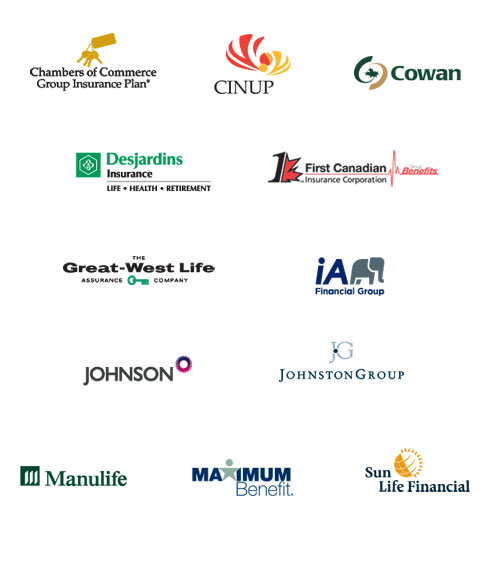 Chambers of Commerce
Group Insurance Plan®
CINUP
Cowan
Desjardins
Insurance
LIFE • HEALTH • RETIREMENT
1
First Canadian
Insurance Corporation
Benefits
THE
Great-West Life
ASSURANCE COMPANY
iA
Financial Group
JOHNSON
JG
JOHNSTONGROUP
Manulife
MAXIMUM
Benefit.
Sun
Life Financial